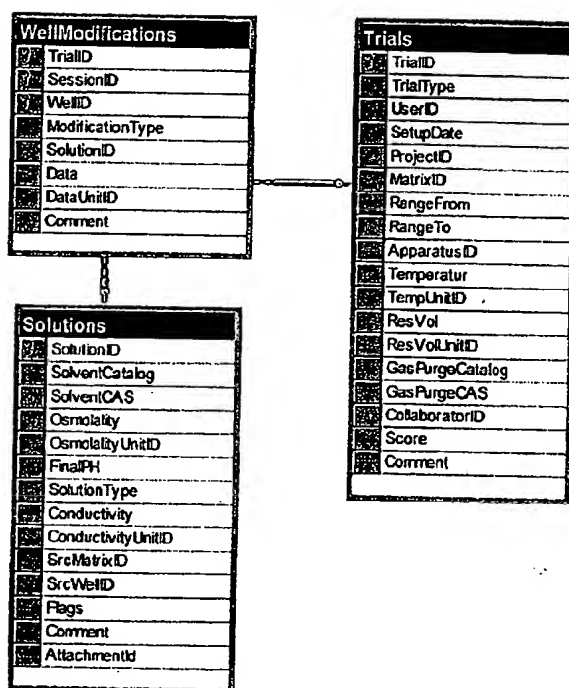 WellModifications
TrialID
SessionID
WellID
ModificationType
SolutionID
Data
DataUnitID
Comment
Trials
TrialID
TrialType
UserID
SetupDate
ProjectID
MatrixID
RangeFrom
RangeTo
ApparatusID
Temperatur
TempUnitID
ResVol
ResVolUnitID
GasPurgeCatalog
GasPurgeCAS
CollaboratorID
Score
Comment
Solutions
SolutionID
SolventCatalog
SolventCAS
Osmolality
OsmolalityUnitID
FinalPH
SolutionType
Conductivity
ConductivityUnitID
SrcMatrixID
SrcWellID
Flags
Comment
AttachmentId